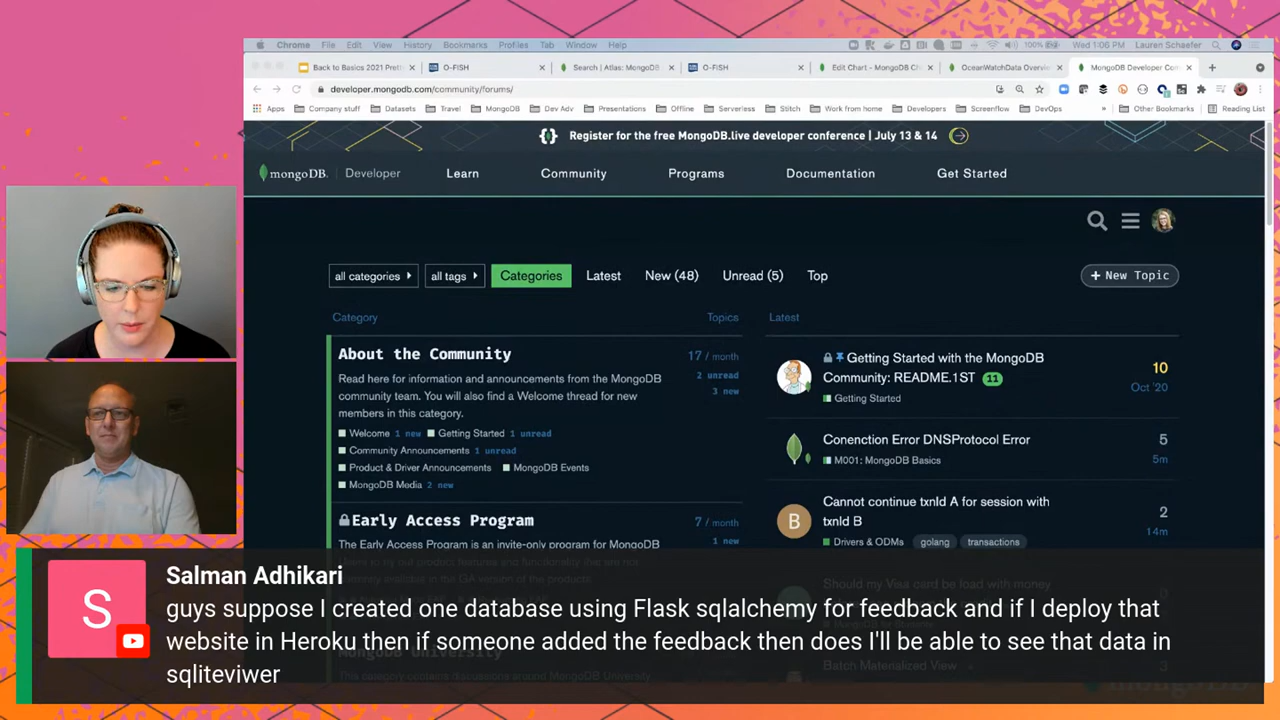 Chrome File Edit View History Bookmarks Profiles Tab Window Help
100%
Wed 1:06 PM Lauren Schaefer
Back to Basics 2021 Prett
O-FISH
Search | Atlas: MongoDB
O-FISH
Edit Chart - MongoDB Ch
OceanWatchData Overview
MongoDB Developer Com
developer.mongodb.com/community/forums/
Apps Company stuff Datasets Travel MongoDB Dev Adv Presentations Offline Serverless Stitch Work from home Developers Screenflow DevOps » Other Bookmarks Reading List
Register for the free MongoDB.live developer conference | July 13 & 14
mongoDB. Developer Learn Community Programs Documentation Get Started
all categories all tags Categories Latest New (48) Unread (5) Top + New Topic
Category Topics
About the Community
17 / month
Read here for information and announcements from the MongoDB
2 unread
community team. You will also find a Welcome thread for new
3 new
members in this category.
Welcome 1 new Getting Started 1 unread
Community Announcements 1 unread
Product & Driver Announcements MongoDB Events
MongoDB Media 2 new
Early Access Program
7 / month
The Early Access Program is an invite-only program for MongoDB
1 new
MongoDB University
Latest
Getting Started with the MongoDB
Community: README.1ST 11
Getting Started
10
Oct '20
Conenction Error DNSProtocol Error
M001: MongoDB Basics
5
5m
B
Cannot continue txnId A for session with
txnId B
Drivers & ODMs golang transactions
2
14m
Batch Materialized View
3
S
Salman Adhikari
guys suppose I created one database using Flask sqlalchemy for feedback and if I deploy that
website in Heroku then if someone added the feedback then does I'll be able to see that data in
sqliteviwer